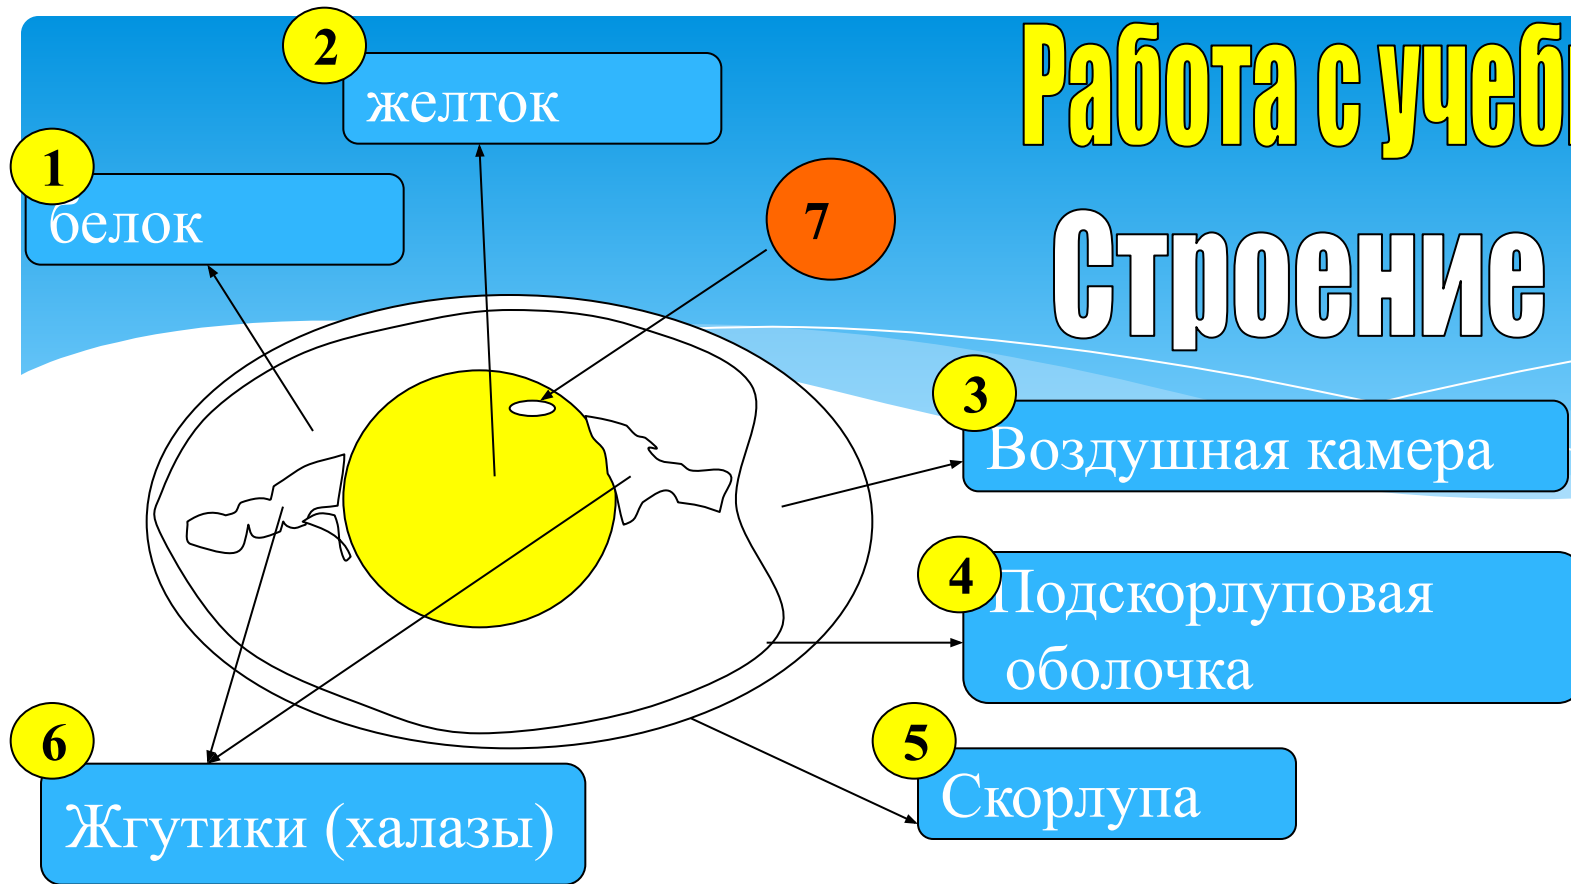 Работа с учеб
Строение
2
желток
1
белок
7
3
Воздушная камера
4
Подскорлуповая
оболочка
6
Жгутики (халазы)
5
Скорлупа